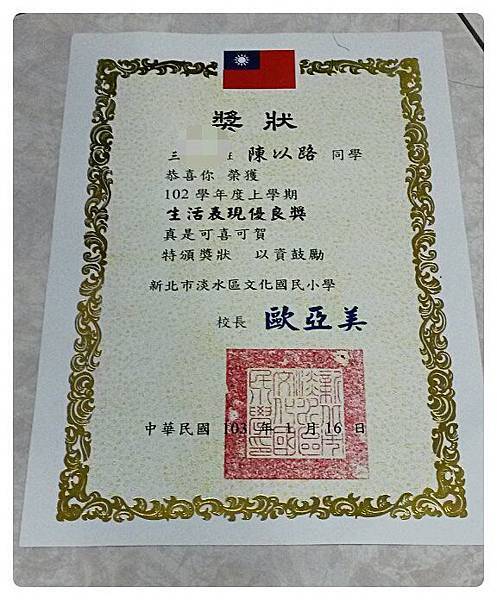 獎狀
三 陳以路 同學
恭喜你 榮獲
102 學年度上學期
生活表現優良獎
真是可喜可賀
特頒獎狀 以資鼓勵
新北市淡水區文化國民小學
校長 歐亞美
中華民國 103 年 1 月 16 日